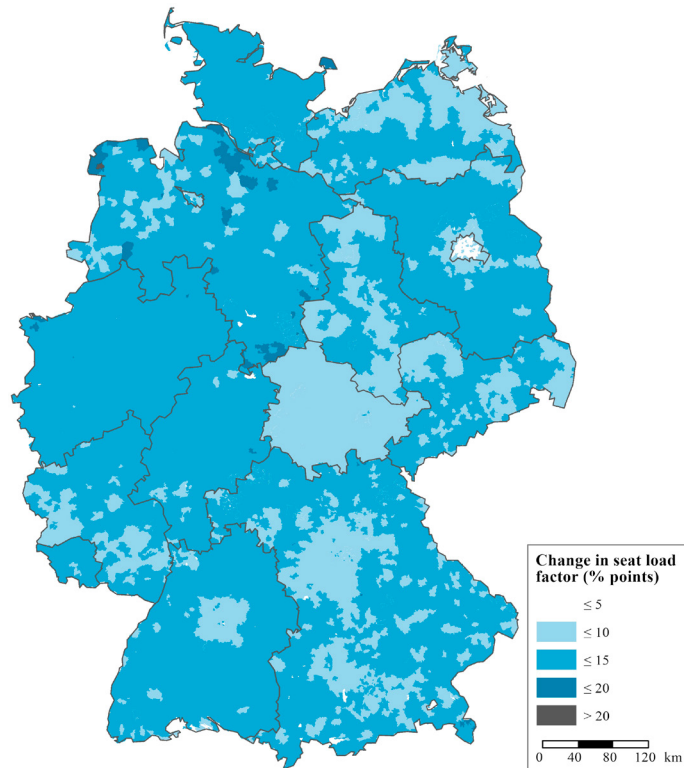 Change in seat load
factor (% points)
≤ 5
≤ 10
≤ 15
≤ 20
> 20
0 40 80 120 km